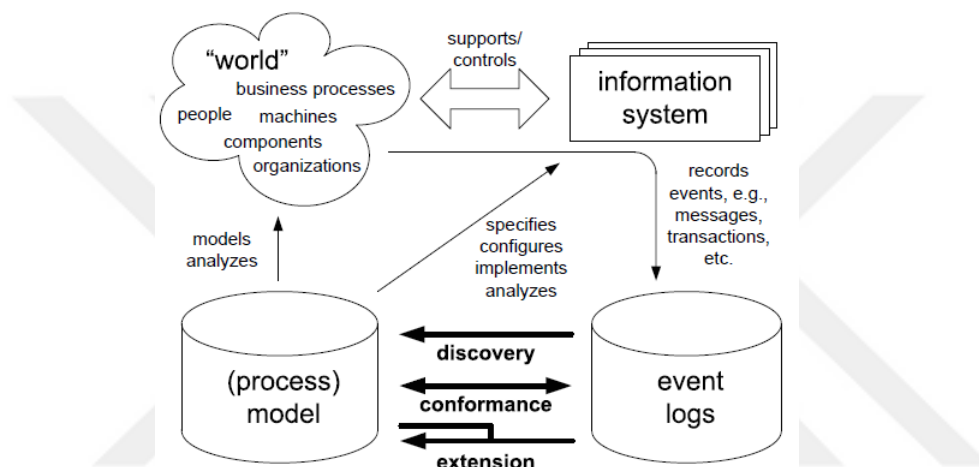 “world”
business processes
people
machines
components
organizations
supports/
controls
information
system
records
events, e.g.,
messages,
transactions,
etc.
models
analyzes
specifies
configures
implements
analyzes
(process)
model
discovery
conformance
extension
event
logs